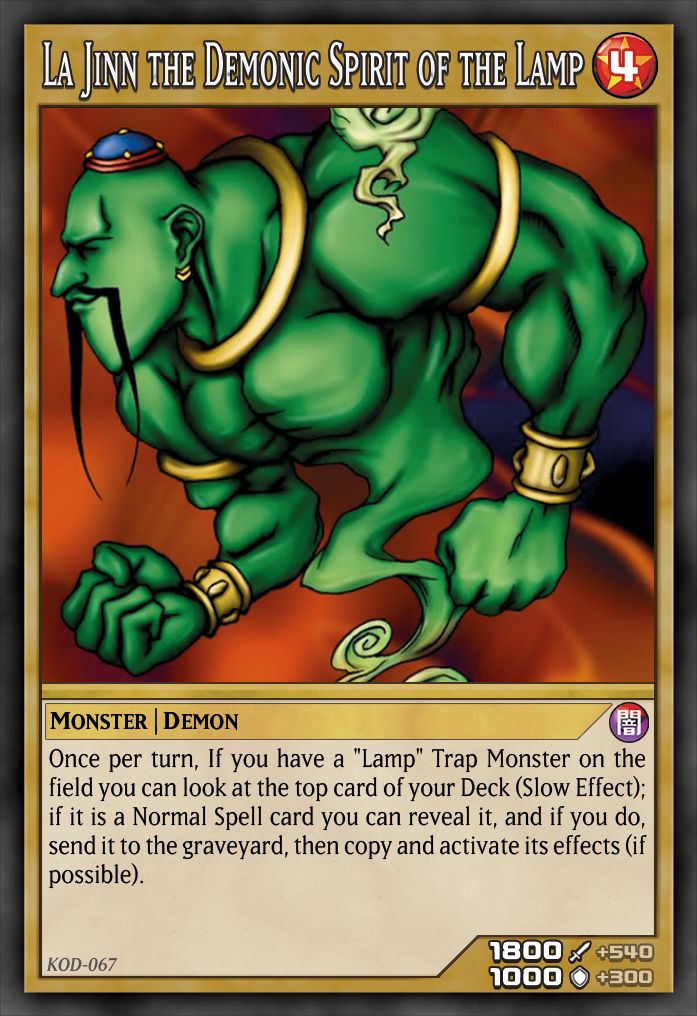 La Jinn the Demonic Spirit of the Lamp 4
Monster | Demon 闇
Once per turn, If you have a "Lamp" Trap Monster on the
field you can look at the top card of your Deck (Slow Effect);
if it is a Normal Spell card you can reveal it, and if you do,
send it to the graveyard, then copy and activate its effects (if
possible).
1800 +540
KOD-067 1000 +300